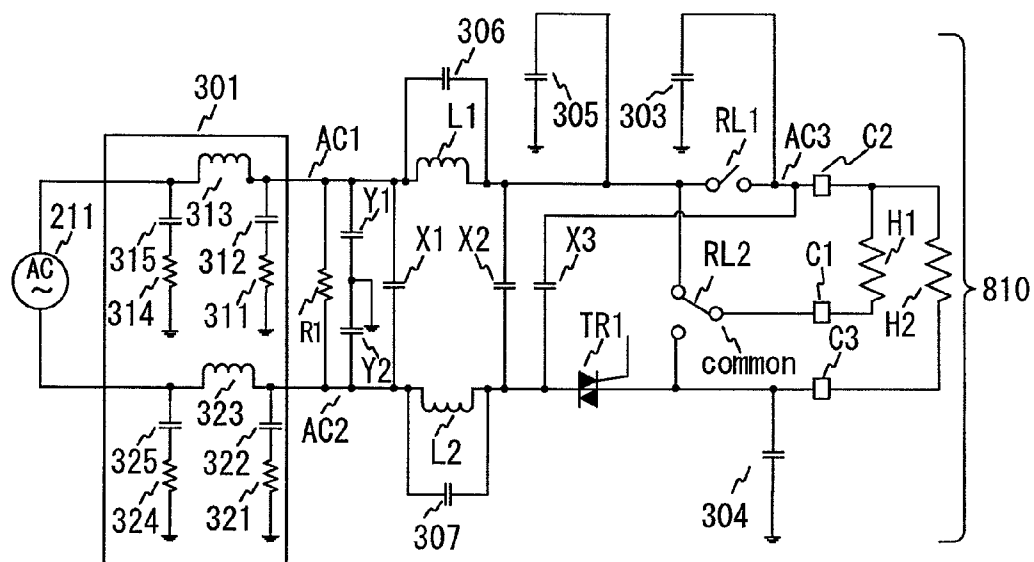 306
301
L1
305
303
RL1
AC3
C2
AC1
211
AC
~
313
Y1
315
312
X1
X2
X3
RL2
H1
C1
810
314
311
R1
H2
TR1
C3
Y2
common
323
AC2
L2
325
322
324
321
307
304